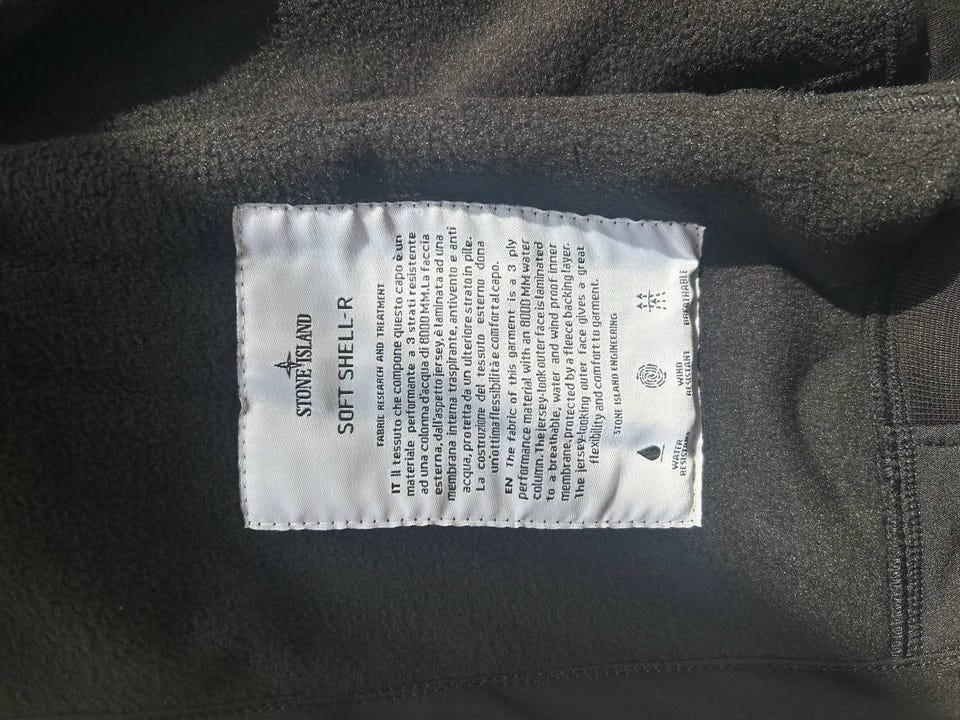 STONE ISLAND
SOFT SHELL-R
FABRIC RESEARCH AND TREATMENT
IT Il tessuto che compone questo capo è un
materiale performante a 3 strati resistente
ad una colonna d'acqua di 8000 MM. La faccia
esterna, dall'aspetto jersey, è laminata ad una
membrana interna traspirante, antivento e anti
acqua, protetta da un ulteriore strato in pile.
La costruzione del tessuto esterno dona
un'ottima flessibilità e comfort al capo.
EN The fabric of this garment is a 3 ply
performance material with an 8000 MM water
column. The jersey-look outer face is laminated
to a breathable, water and wind proof inner
membrane, protected by a fleece backing layer.
The jersey-looking outer face gives a great
flexibility and comfort to garment.
STONE ISLAND ENGINEERING
WATER RESISTANT WIND RESISTANT BREATHABLE